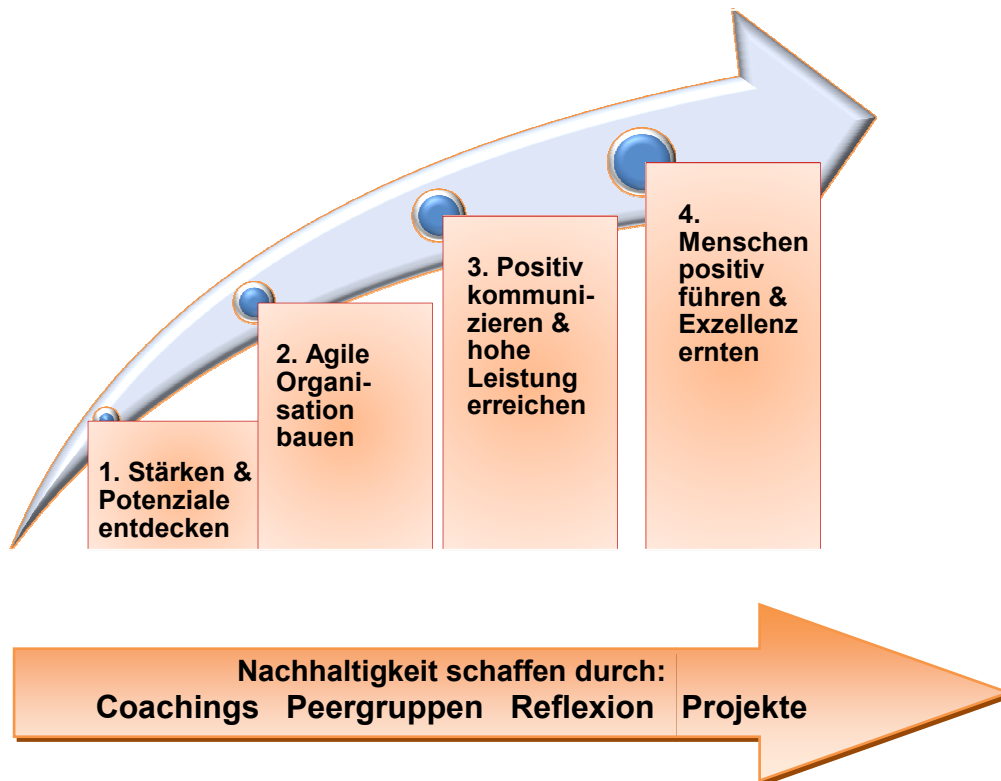 1. Stärken &
Potenziale
entdecken
2. Agile
Organi-
sation
bauen
3. Positiv
kommuni-
zieren &
hohe
Leistung
erreichen
4.
Menschen
positiv
führen &
Exzellenz
ernten
Nachhaltigkeit schaffen durch:
Coachings Peergruppen Reflexion Projekte